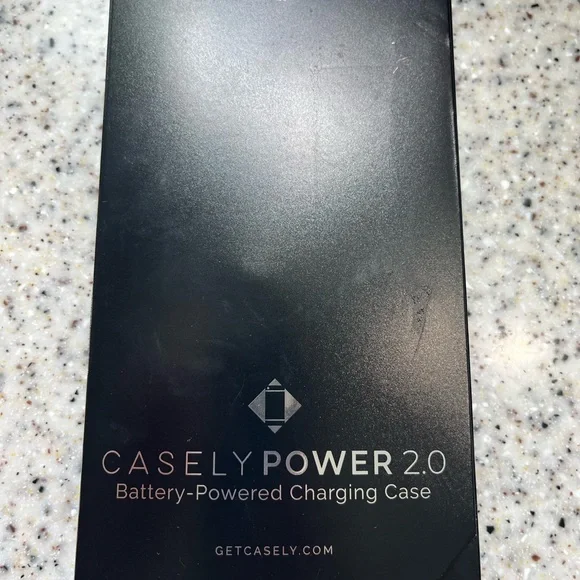 CASELY POWER 2.0
Battery-Powered Charging Case
GETCASELY.COM